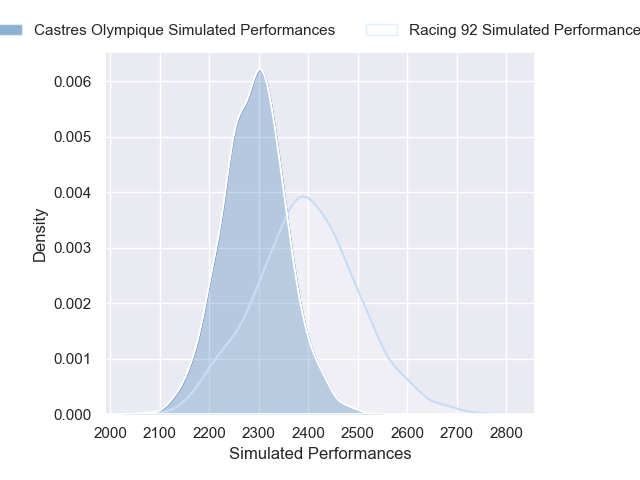 Castres Olympique Simulated Performances Racing 92 Simulated Performance
0.006
0.005
0.004
0.003
0.002
0.001
0.000
Density
2000 2100 2200 2300 2400 2500 2600 2700 2800
Simulated Performances